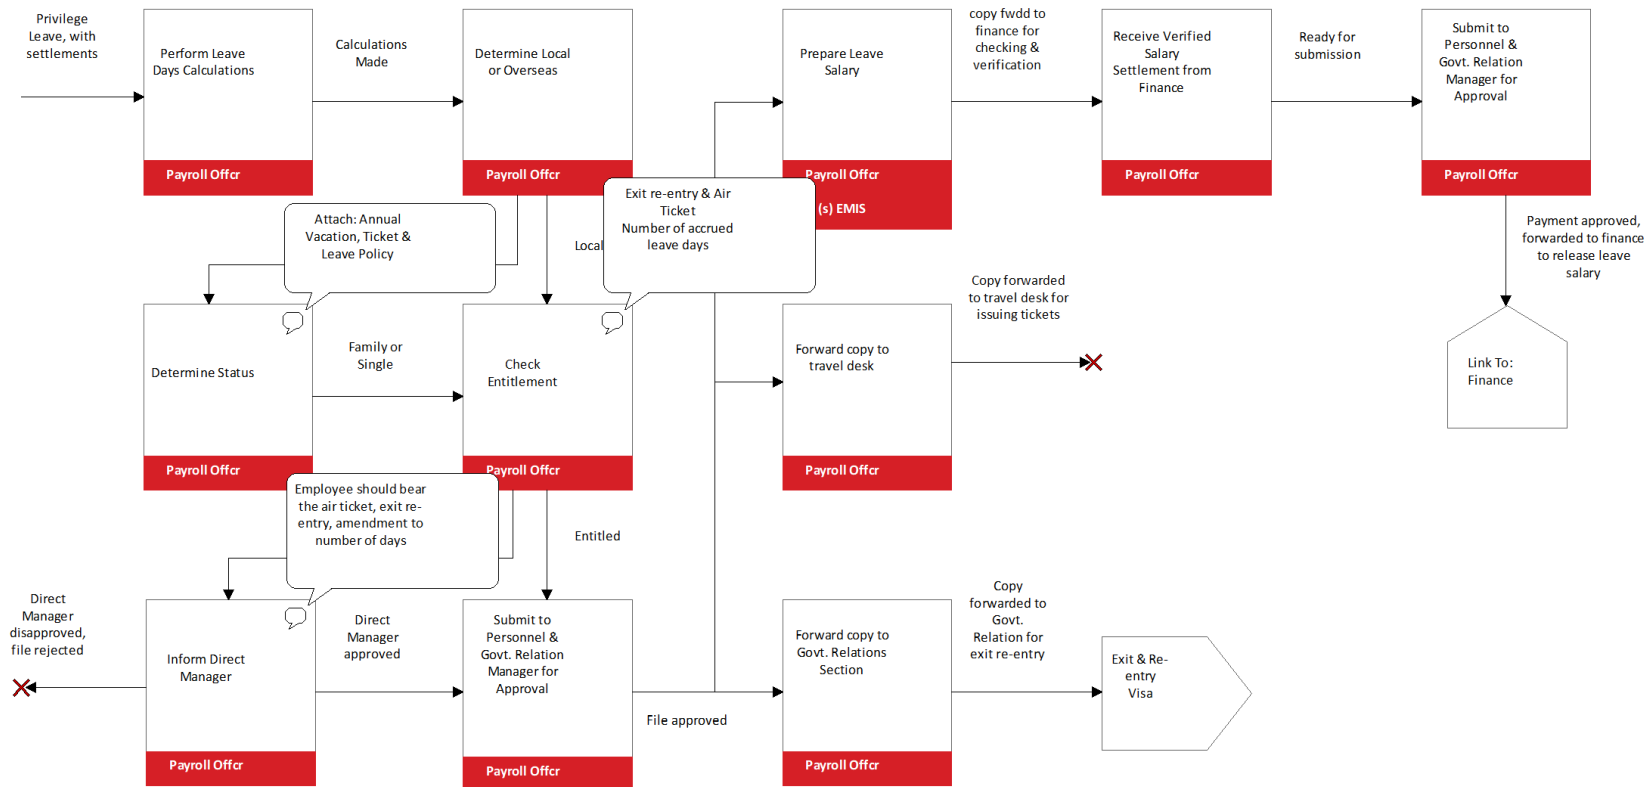 Privilege
Leave, with
settlements
Perform Leave
Days Calculations
Payroll Offcr
Calculations
Made
Determine Local
or Overseas
Payroll Offcr
Prepare Leave
Salary
Payroll Offcr
(s) EMIS
copy fwdd to
finance for
checking &
verification
Receive Verified
Salary
Settlement from
Finance
Payroll Offcr
Ready for
submission
Submit to
Personnel &
Govt. Relation
Manager for
Approval
Payroll Offcr
Attach: Annual
Vacation, Ticket &
Leave Policy
Local
Exit re-entry & Air
Ticket
Number of accrued
leave days
Payment approved,
forwarded to finance
to release leave
salary
Determine Status
Payroll Offcr
Family or
Single
Check
Entitlement
Payroll Offcr
Forward copy to
travel desk
Payroll Offcr
Copy forwarded
to travel desk for
issuing tickets
Link To:
Finance
Employee should bear
the air ticket, exit re-
entry, amendment to
number of days
Entitled
Direct
Manager
disapproved,
file rejected
Inform Direct
Manager
Payroll Offcr
Direct
Manager
approved
Submit to
Personnel &
Govt. Relation
Manager for
Approval
Payroll Offcr
File approved
Forward copy to
Govt. Relations
Section
Payroll Offcr
Copy
forwarded to
Govt.
Relation for
exit re-entry
Exit & Re-
entry
Visa